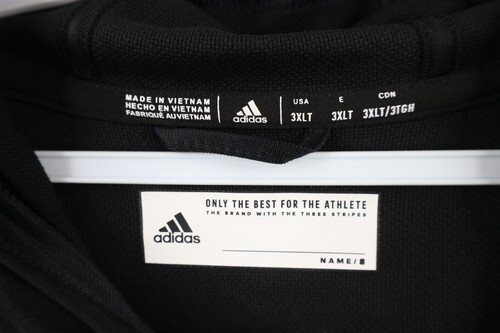 MADE IN VIETNAM
HECHO EN VIETNAM
FABRIQUÉ AU VIETNAM
adidas
USA
3XLT
E
3XLT
CDN
3XLT/3TGH
ONLY THE BEST FOR THE ATHLETE
THE BRAND WITH THE THREE STRIPES
adidas
NAME/#